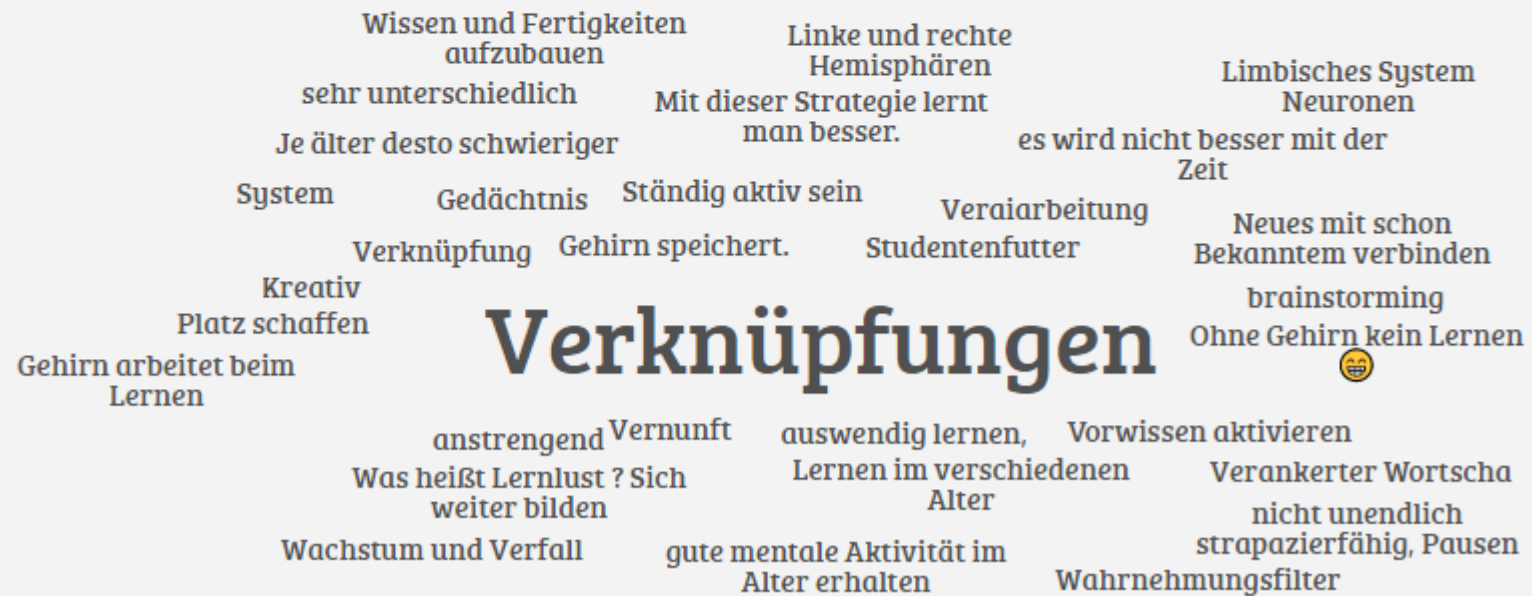 Wissen und Fertigkeiten
aufzubauen
Linke und rechte
Hemisphären
Limbisches System
Neuronen
sehr unterschiedlich
Mit dieser Strategie lernt
man besser.
Je älter desto schwieriger
es wird nicht besser mit der
Zeit
System
Gedächtnis
Ständig aktiv sein
Veraiarbeitung
Neues mit schon
Bekanntem verbinden
Verknüpfung
Gehirn speichert.
Studentenfutter
Kreativ
brainstorming
Platz schaffen
Verknüpfungen
Ohne Gehirn kein Lernen
😁
Gehirn arbeitet beim
Lernen
anstrengend
Vernunft
auswendig lernen,
Vorwissen aktivieren
Was heißt Lernlust ? Sich
weiter bilden
Lernen im verschiedenen
Alter
Verankerter Wortscha
nicht unendlich
strapazierfähig, Pausen
Wachstum und Verfall
gute mentale Aktivität im
Alter erhalten
Wahrnehmungsfilter